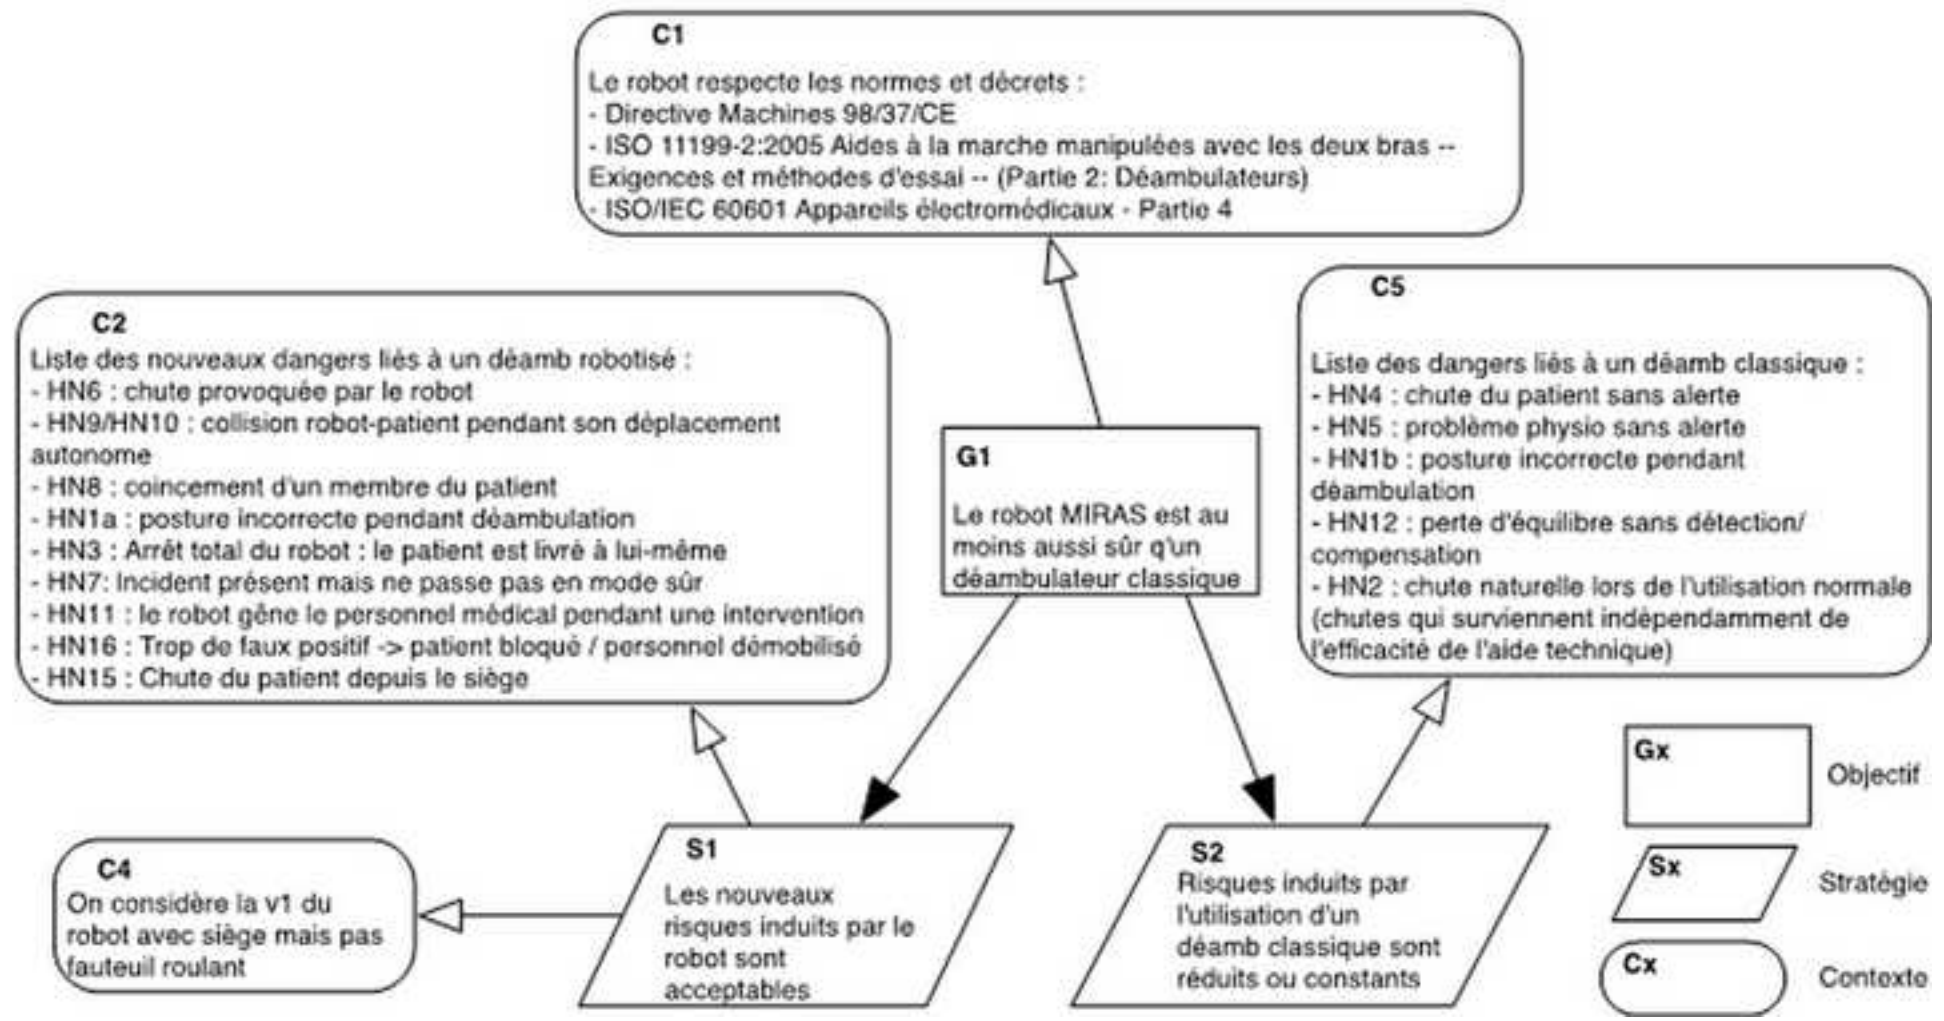 C1
Le robot respecte les normes et décrets :
- Directive Machines 98/37/CE
- ISO 11199-2:2005 Aides à la marche manipulées avec les deux bras --
Exigences et méthodes d'essai -- (Partie 2: Déambulateurs)
- ISO/IEC 60601 Appareils électromédicaux - Partie 4
C2
Liste des nouveaux dangers liés à un déamb robotisé :
- HN6 : chute provoquée par le robot
- HN9/HN10 : collision robot-patient pendant son déplacement
autonome
- HN8 : coincement d'un membre du patient
- HN1a : posture incorrecte pendant déambulation
- HN3 : Arrêt total du robot : le patient est livré à lui-même
- HN7: Incident présent mais ne passe pas en mode sûr
- HN11 : le robot gêne le personnel médical pendant une intervention
- HN16 : Trop de faux positif -> patient bloqué / personnel démobilisé
- HN15 : Chute du patient depuis le siège
C5
Liste des dangers liés à un déamb classique :
- HN4 : chute du patient sans alerte
- HN5 : problème physio sans alerte
- HN1b : posture incorrecte pendant
déambulation
- HN12 : perte d'équilibre sans détection/
compensation
- HN2 : chute naturelle lors de l'utilisation normale
(chutes qui surviennent indépendamment de
l'efficacité de l'aide technique)
G1
Le robot MIRAS est au
moins aussi sûr q'un
déambulateur classique
C4
On considère la v1 du
robot avec siège mais pas
fauteuil roulant
S1
Les nouveaux
risques induits par le
robot sont
acceptables
S2
Risques induits par
l'utilisation d'un
déamb classique sont
réduits ou constants
Gx
Objectif
Sx
Stratégie
Cx
Contexte